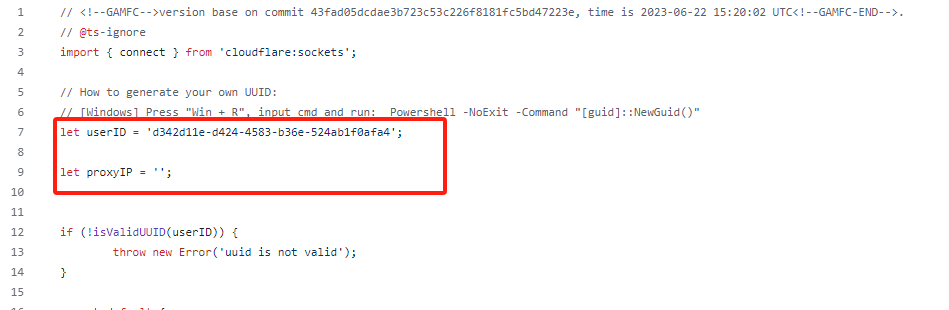 1 // <!--GAMFC-->version base on commit 43fad05dcdae3b723c53c226f8181fc5bd47223e, time is 2023-06-22 15:20:02 UTC<!--GAMFC-END-->.
2 // @ts-ignore
3 import { connect } from 'cloudflare:sockets';
4
5 // How to generate your own UUID:
6 // [Windows] Press "Win + R", input cmd and run: Powershell -NoExit -Command "[guid]::NewGuid()"
7 let userID = 'd342d11e-d424-4583-b36e-524ab1f0afa4';
8
9 let proxyIP = '';
10
11
12 if (!isValidUUID(userID)) {
13 throw new Error('uuid is not valid');
14 }
15